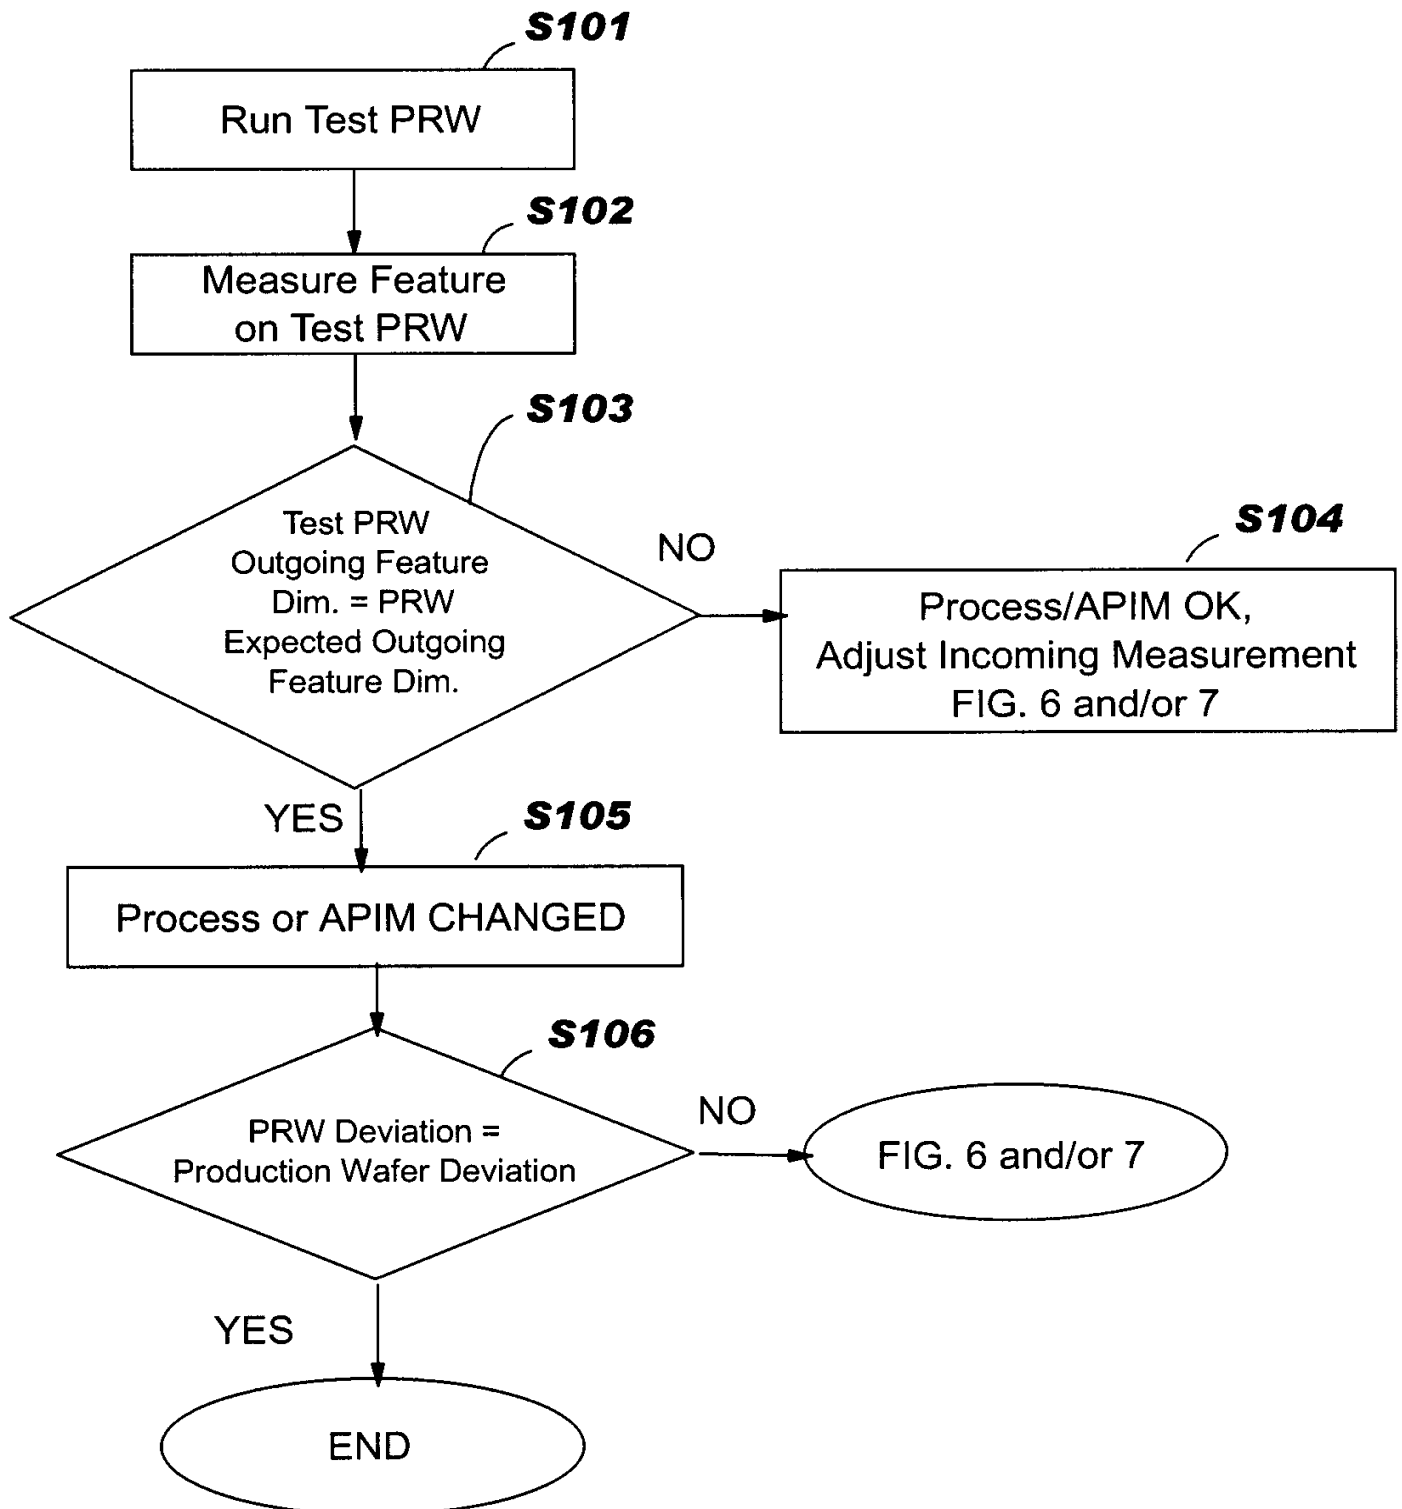 S101
Run Test PRW
S102
Measure Feature
on Test PRW
S103
Test PRW
Outgoing Feature
Dim. = PRW
Expected Outgoing
Feature Dim.
NO
S104
Process/APIM OK,
Adjust Incoming Measurement
FIG. 6 and/or 7
YES
S105
Process or APIM CHANGED
S106
PRW Deviation =
Production Wafer Deviation
NO
FIG. 6 and/or 7
YES
END